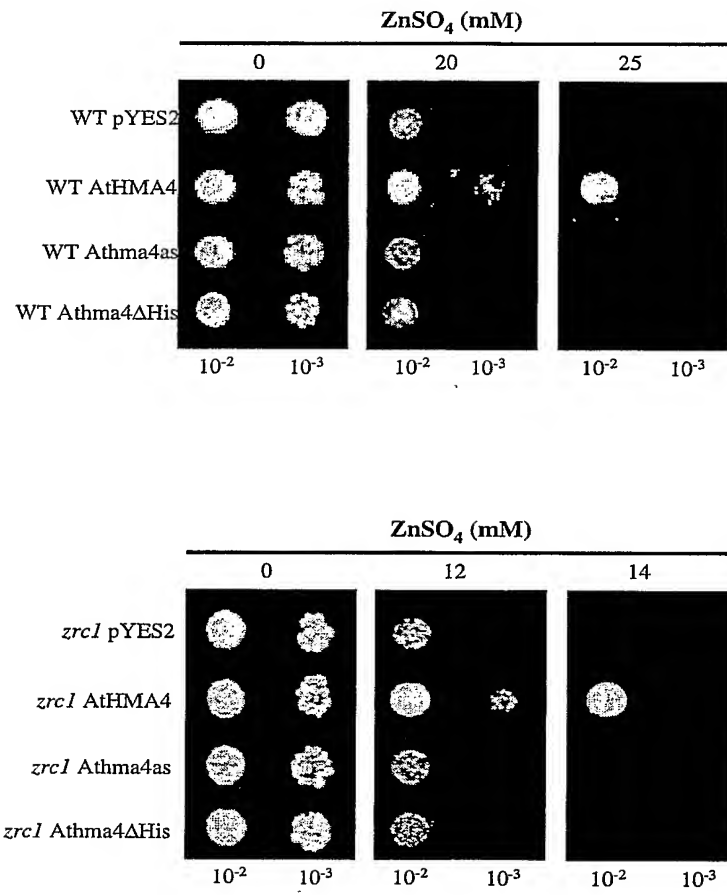 ZnSO₄ (mM)
0 20 25
WT pYES2
WT AtHMA4
WT Athma4as
WT Athma4ΔHis
10⁻² 10⁻³ 10⁻² 10⁻³ 10⁻² 10⁻³
ZnSO₄ (mM)
0 12 14
zrc1 pYES2
zrc1 AtHMA4
zrc1 Athma4as
zrc1 Athma4ΔHis
10⁻² 10⁻³ 10⁻² 10⁻³ 10⁻² 10⁻³